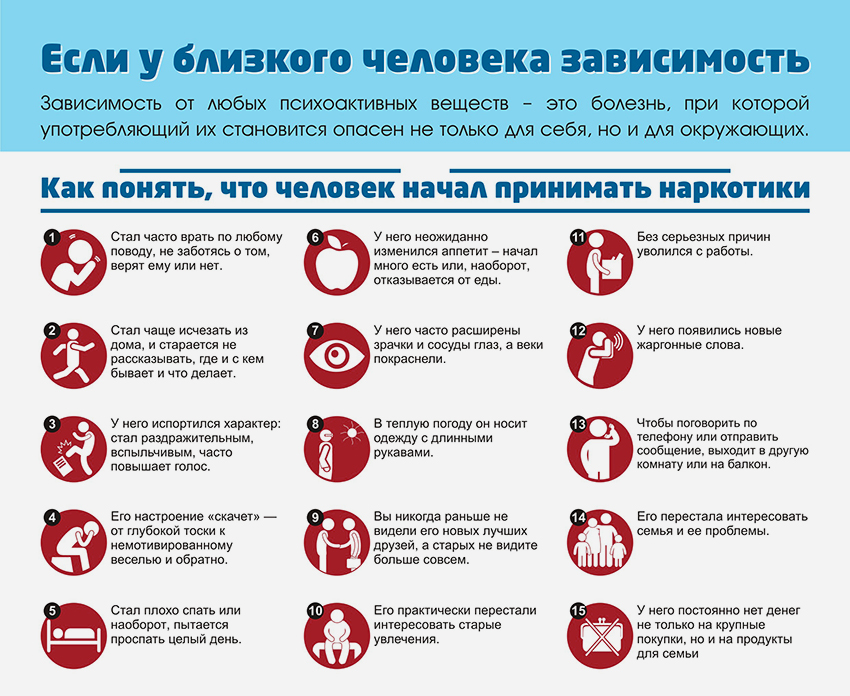 Если у близкого человека зависимость
Зависимость от любых психоактивных веществ – это болезнь, при которой
употребляющий их становится опасен не только для себя, но и для окружающих.
Как понять, что человек начал принимать наркотики
1
Стал часто врать по любому
поводу, не заботясь о том,
верят ему или нет.
2
Стал чаще исчезать из
дома, и старается не
рассказывать, где и с кем
бывает и что делает.
3
У него испортился характер:
стал раздражительным,
вспыльчивым, часто
повышает голос.
4
Его настроение «скачет» —
от глубокой тоски к
немотивированному
веселью и обратно.
5
Стал плохо спать или
наоборот, пытается
проспать целый день.
6
У него неожиданно
изменился аппетит – начал
много есть или, наоборот,
отказывается от еды.
7
У него часто расширены
зрачки и сосуды глаз, а веки
покраснели.
8
В теплую погоду он носит
одежду с длинными
рукавами.
9
Вы никогда раньше не
видели его новых лучших
друзей, а старых не видите
больше совсем.
10
Его практически перестали
интересовать старые
увлечения.
11
Без серьезных причин
уволился с работы.
12
У него появились новые
жаргонные слова.
13
Чтобы поговорить по
телефону или отправить
сообщение, выходит в другую
комнату или на балкон.
14
Его перестала интересовать
семья и ее проблемы.
15
У него постоянно нет денег
не только на крупные
покупки, но и на продукты
для семьи